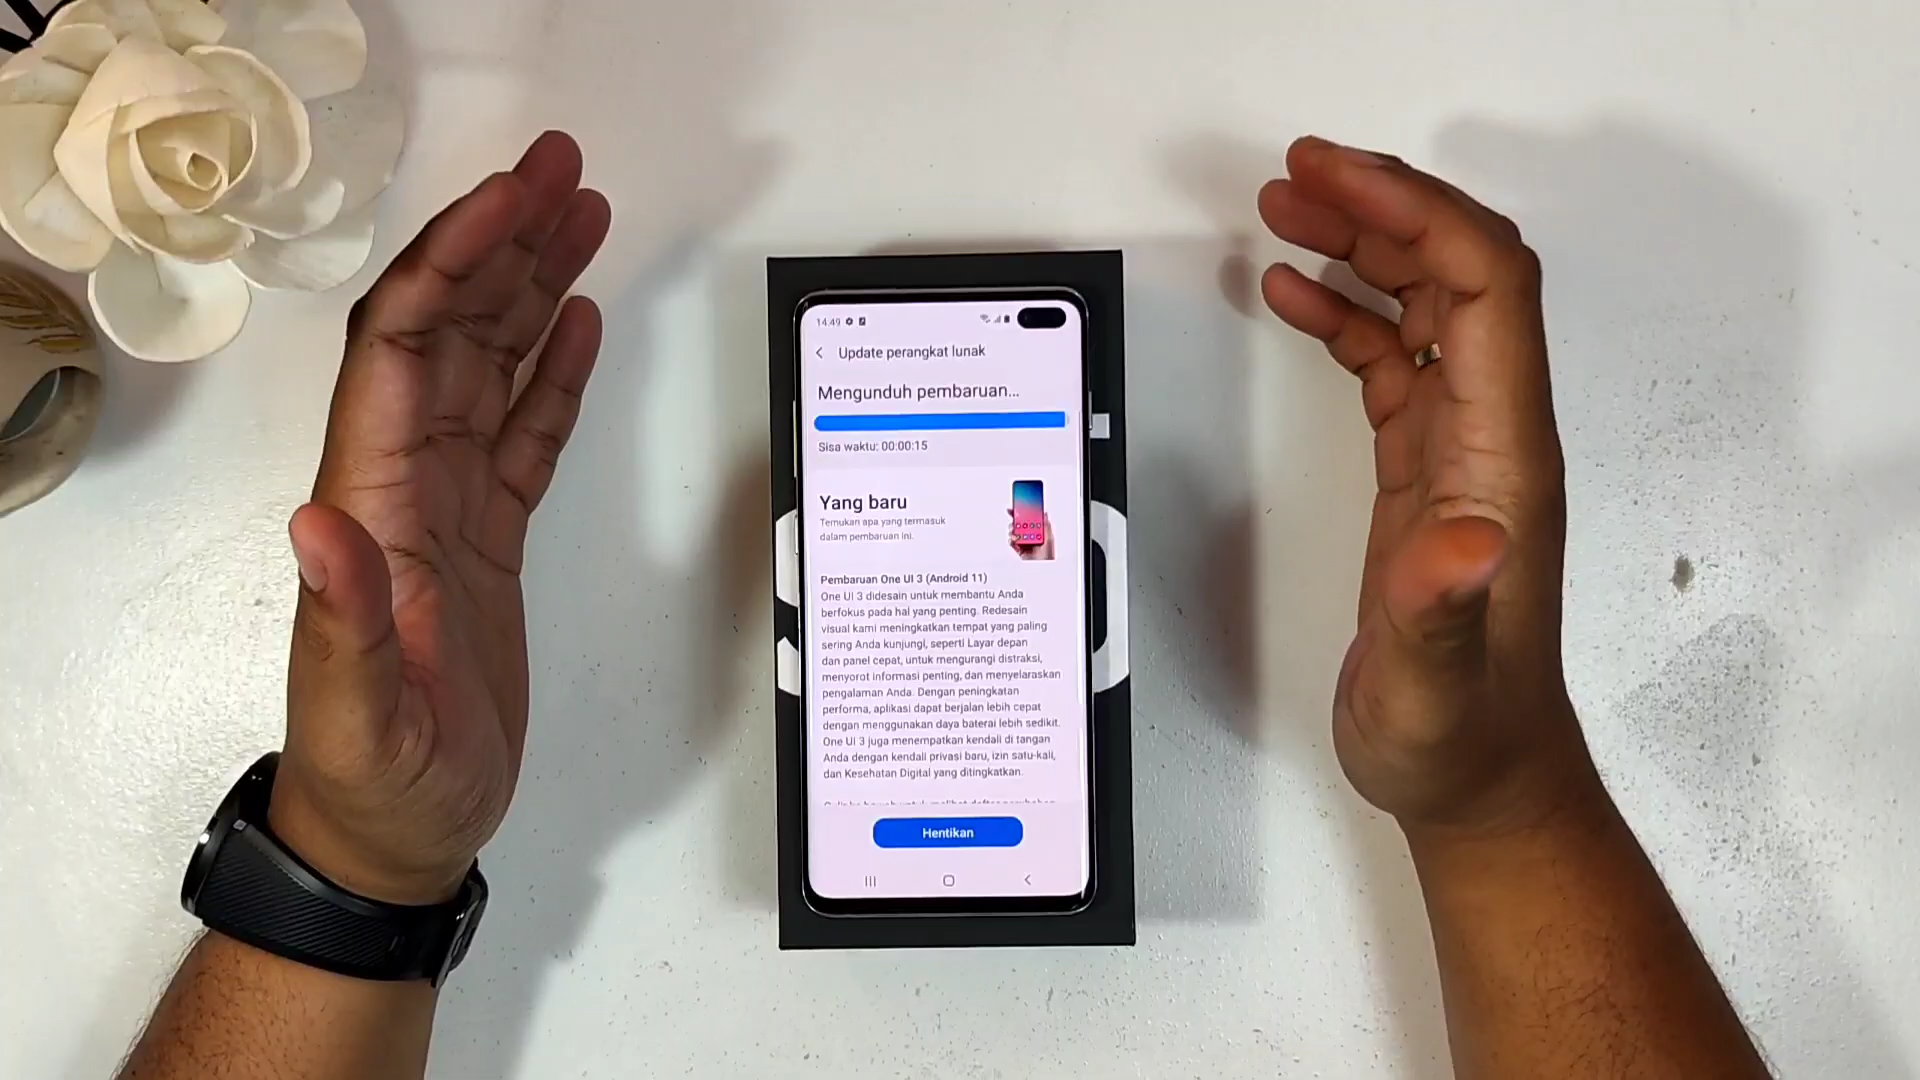 14.49
Update perangkat lunak
Mengunduh pembaruan...
Sisa waktu: 00:00:15
Yang baru
Temukan apa yang termasuk
dalam pembaruan ini.
Pembaruan One UI 3 (Android 11)
One UI 3 didesain untuk membantu Anda
berfokus pada hal yang penting. Redesain
visual kami meningkatkan tempat yang paling
sering Anda kunjungi, seperti Layar depan
dan panel cepat, untuk mengurangi distraksi,
menyorot informasi penting, dan menyelaraskan
pengalaman Anda. Dengan peningkatan
performa, aplikasi dapat berjalan lebih cepat
dengan menggunakan daya baterai lebih sedikit.
One UI 3 juga menempatkan kendali di tangan
Anda dengan kendali privasi baru, izin satu-kali,
dan Kesehatan Digital yang ditingkatkan.
Hentikan